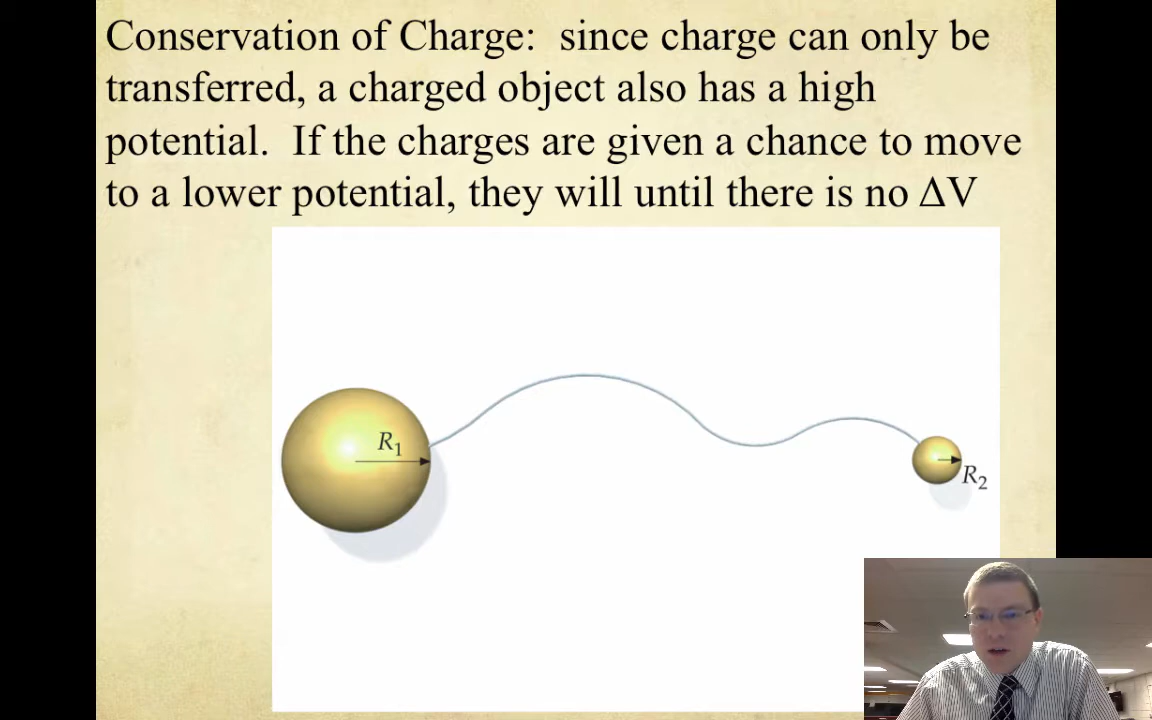 Conservation of Charge:  since charge can only be
transferred, a charged object also has a high
potential.  If the charges are given a chance to move
to a lower potential, they will until there is no ΔV
R₁
R₂